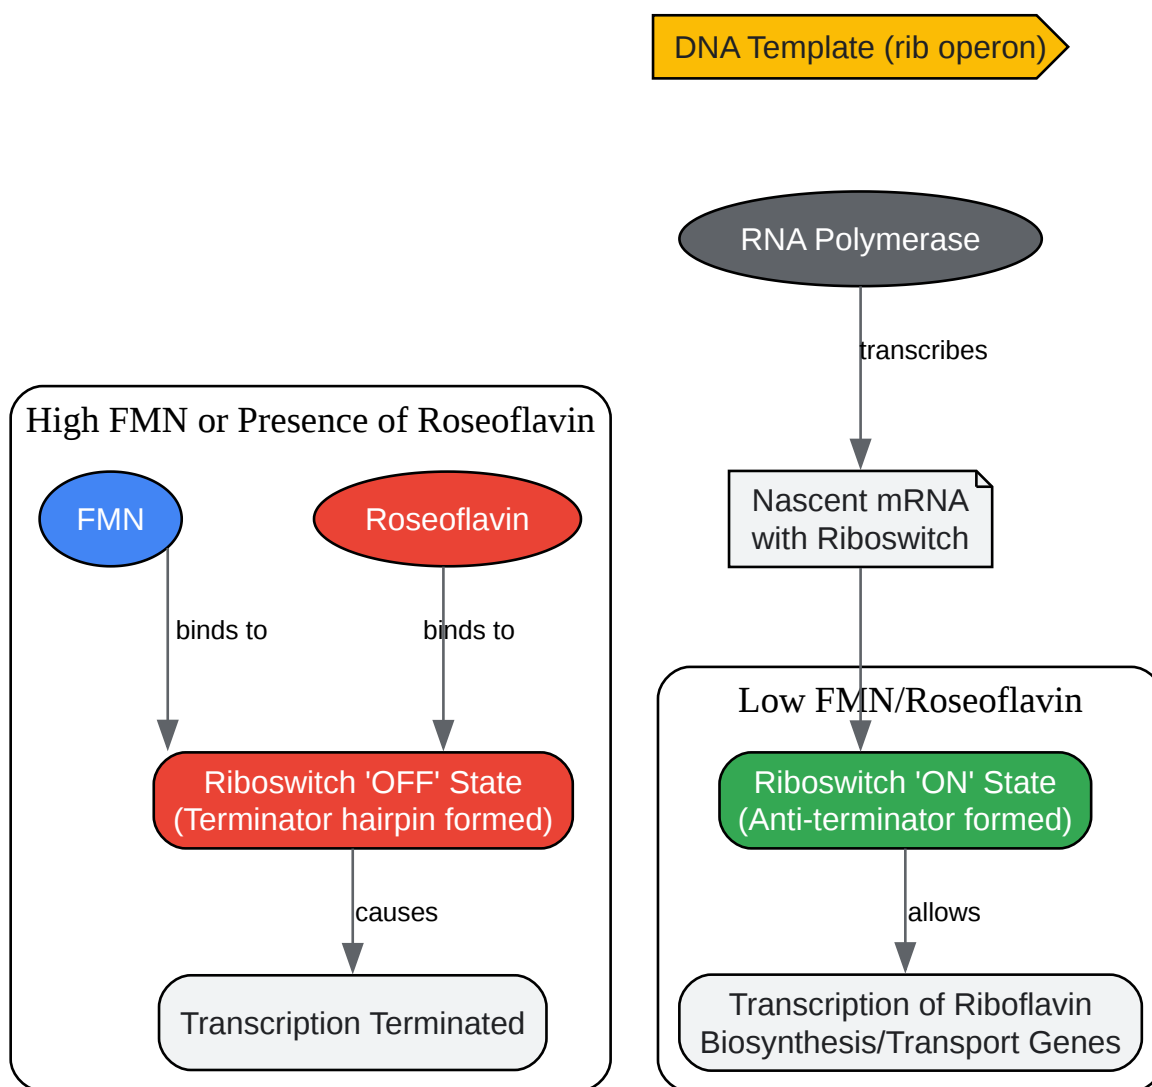 DNA Template (rib operon)
RNA Polymerase
transcribes
High FMN or Presence of Roseoflavin
FMN
Roseoflavin
Nascent mRNA
with Riboswitch
binds to
binds to
Low FMN/Roseoflavin
Riboswitch 'OFF' State
(Terminator hairpin formed)
Riboswitch 'ON' State
(Anti-terminator formed)
causes
allows
Transcription Terminated
Transcription of Riboflavin
Biosynthesis/Transport Genes